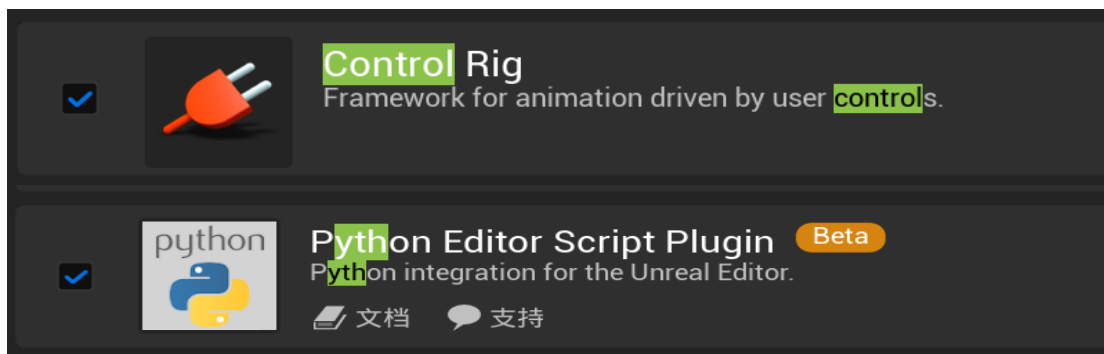 Control Rig
Framework for animation driven by user controls.
python
Python Editor Script Plugin Beta
Python integration for the Unreal Editor.
文档 支持